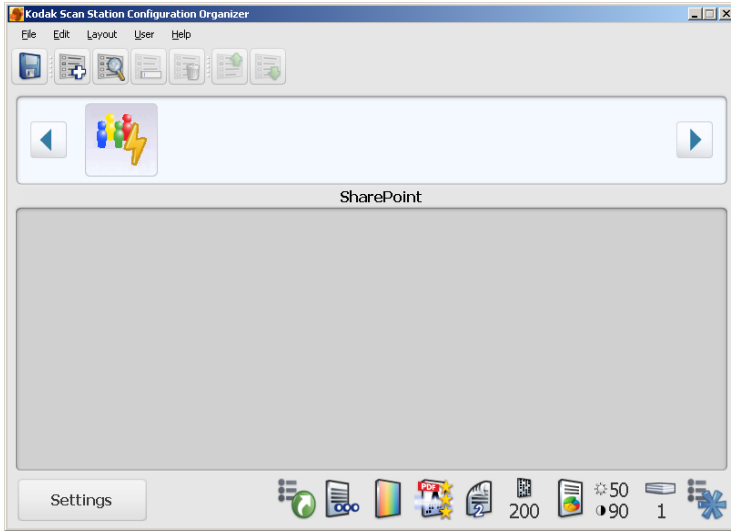 Kodak Scan Station Configuration Organizer
File Edit Layout User Help
SharePoint
Settings
PDF
A
2
200
50
90
1